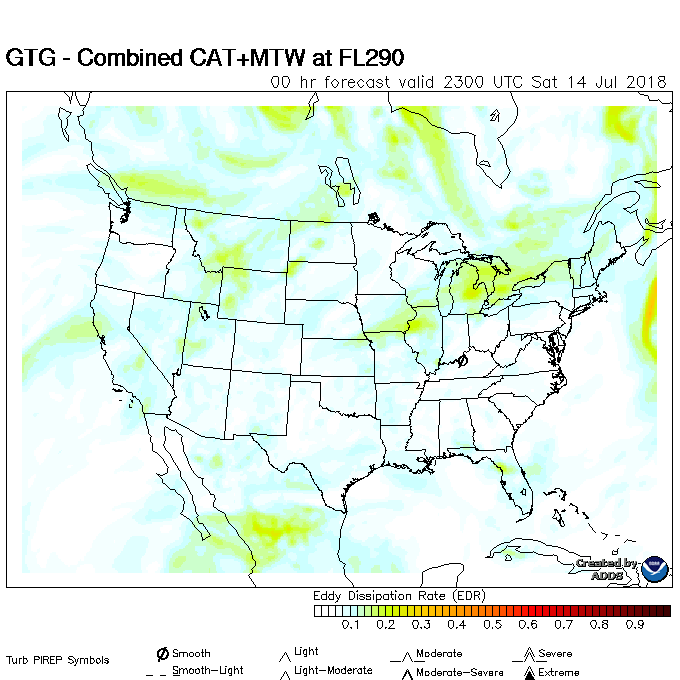 GTG - Combined CAT+MTW at FL290
00 hr forecast valid 2300 UTC Sat 14 Jul 2018
Created by
ADDS
Eddy Dissipation Rate (EDR)
0.1 0.2 0.3 0.4 0.5 0.6 0.7 0.8 0.9
Turb PIREP Symbols
Smooth Light Moderate Severe
Smooth-Light Light-Moderate Moderate-Severe Extreme